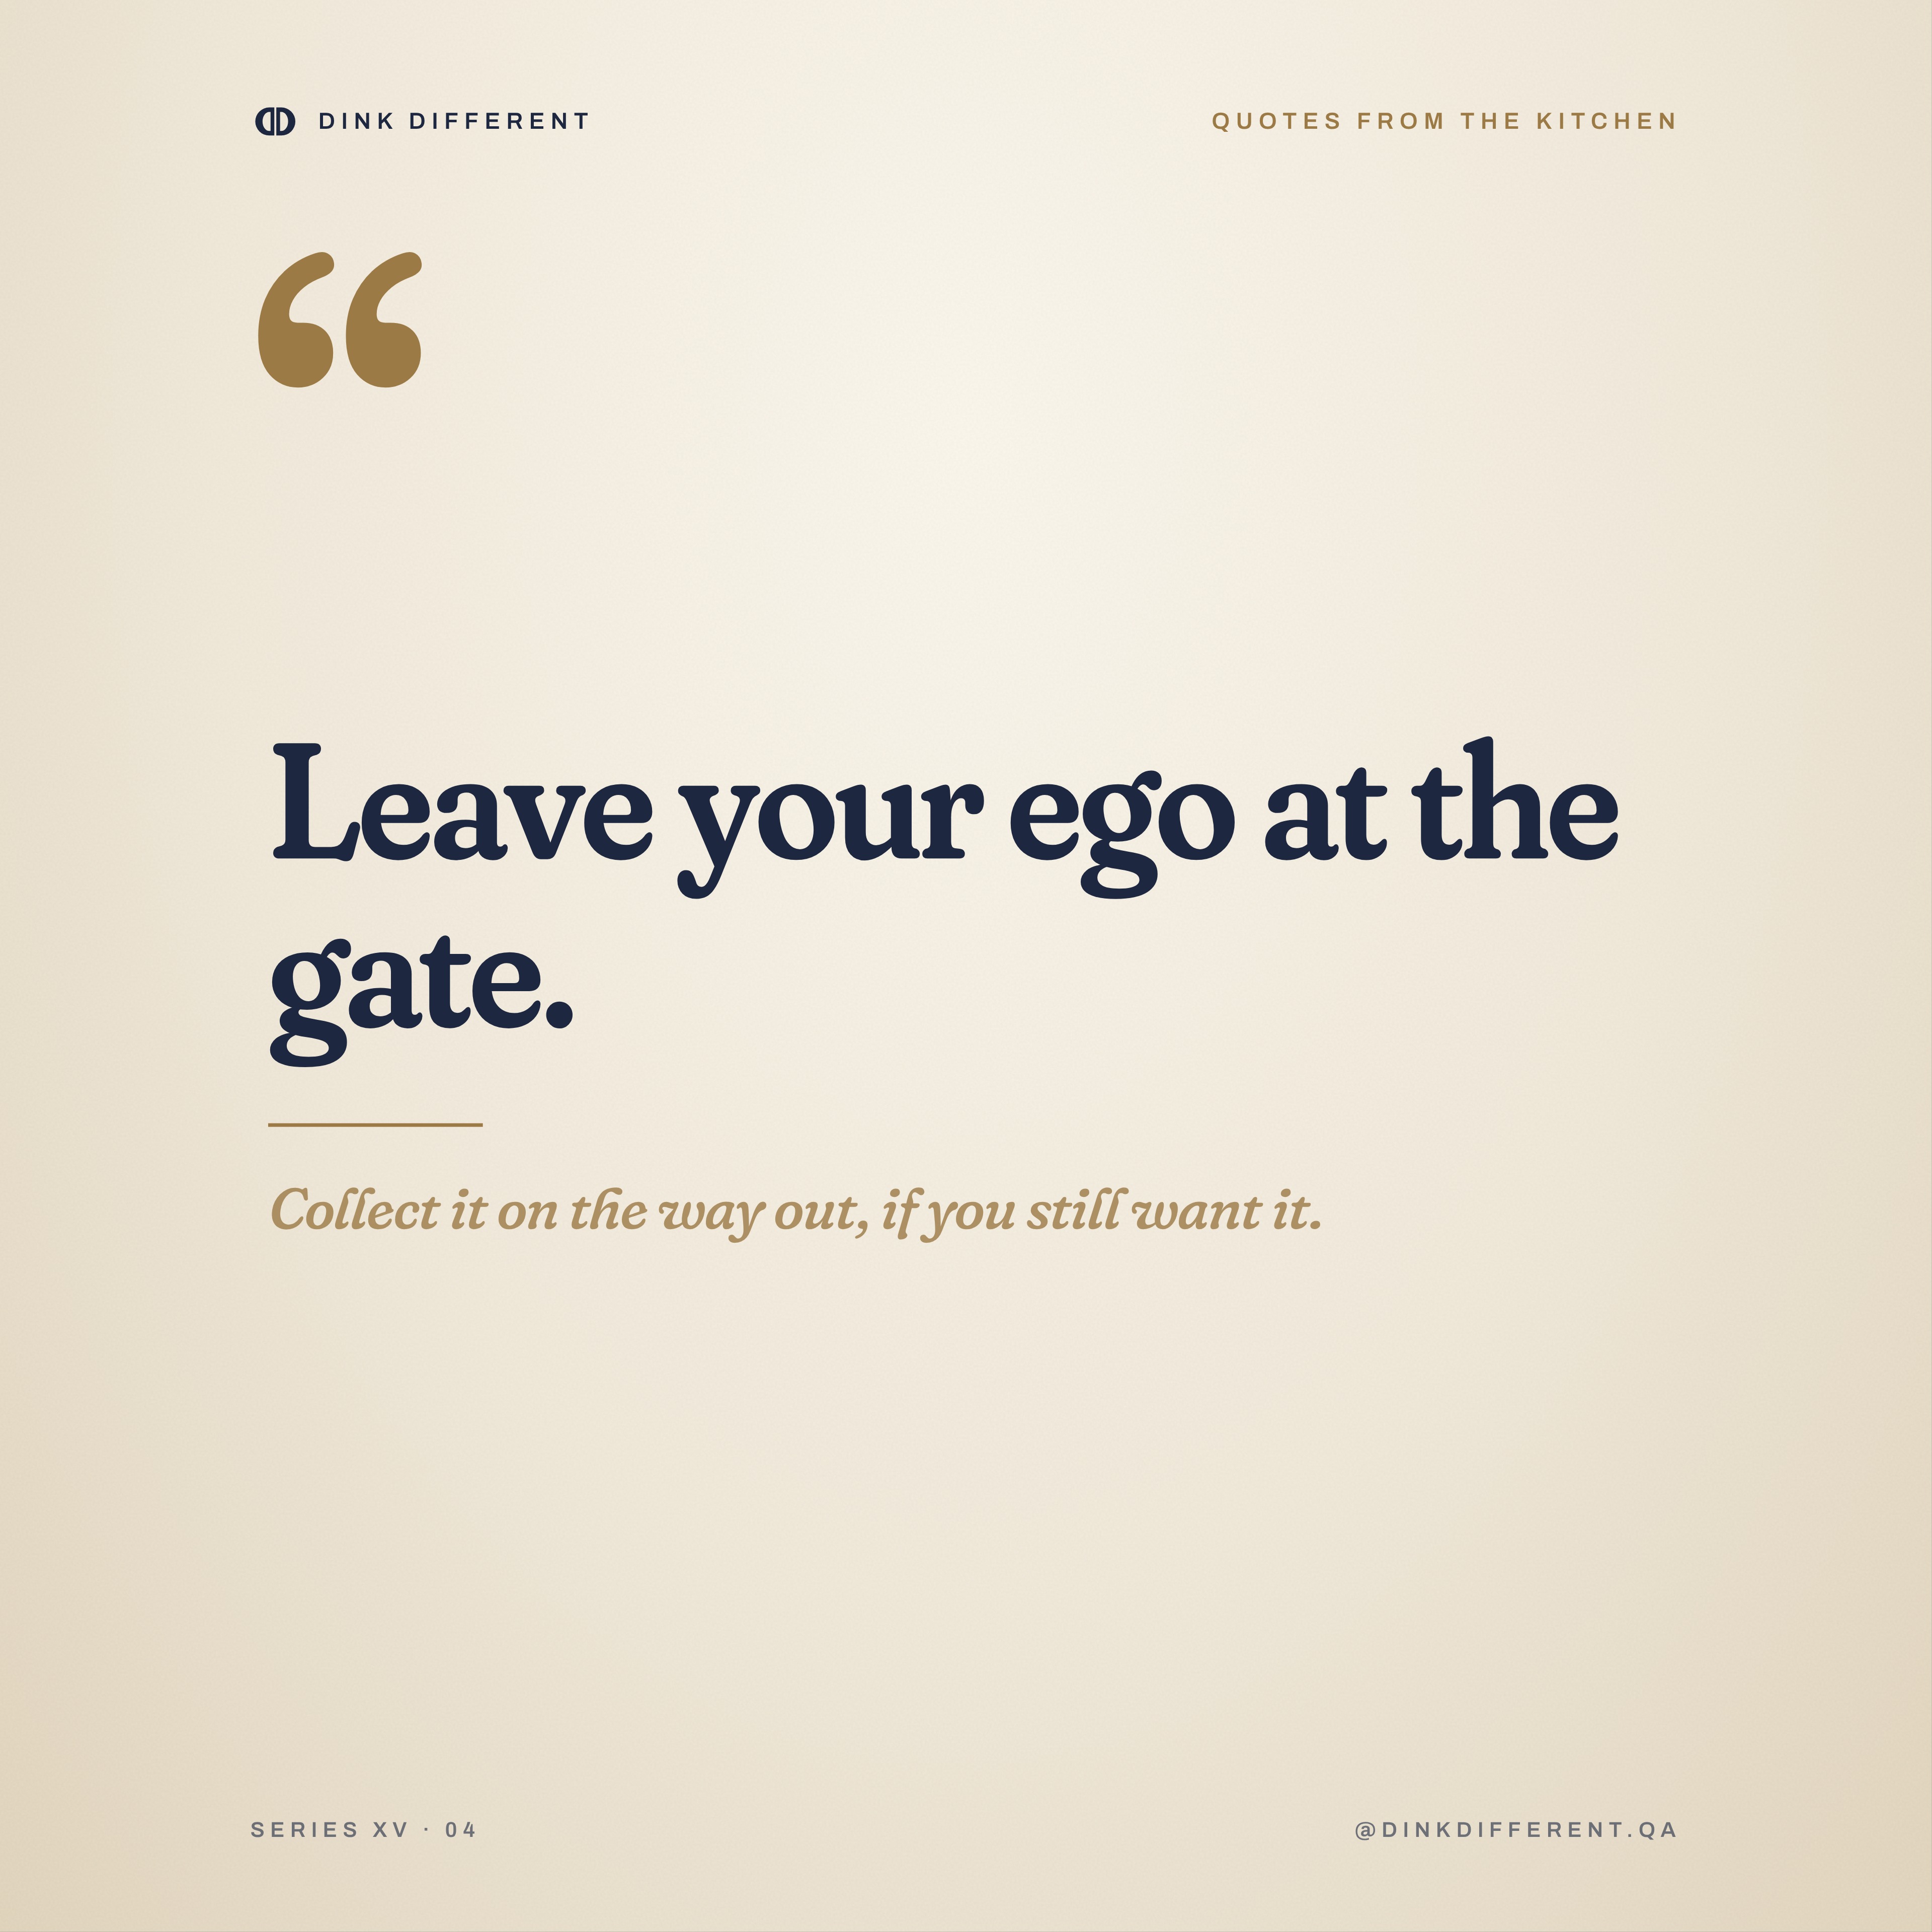 DINK DIFFERENT
QUOTES FROM THE KITCHEN
“
Leave your ego at the
gate.
Collect it on the way out, if you still want it.
SERIES XV · 04
@DINKDIFFERENT.QA